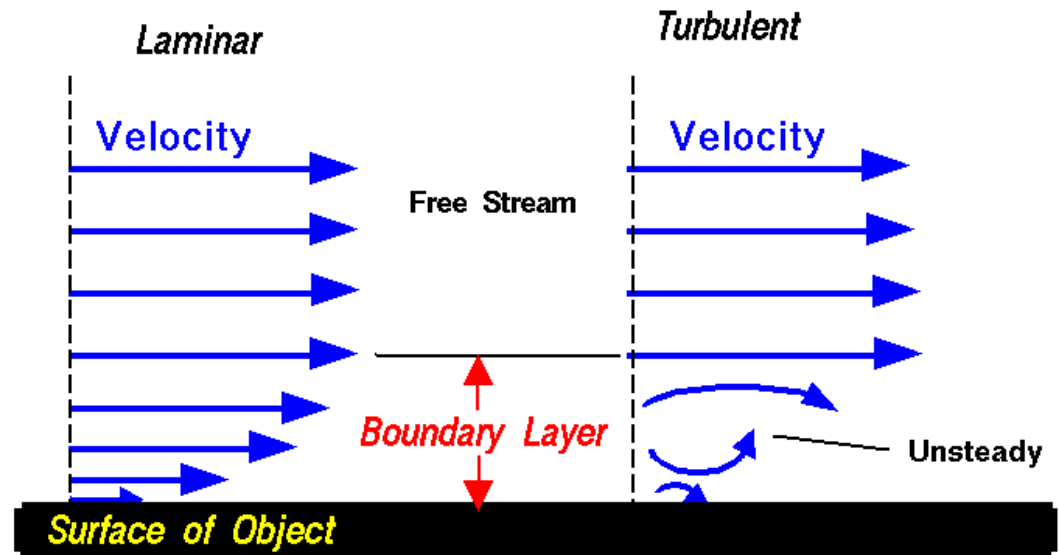 Laminar
Turbulent
Velocity
Velocity
Free Stream
Boundary Layer
Unsteady
Surface of Object